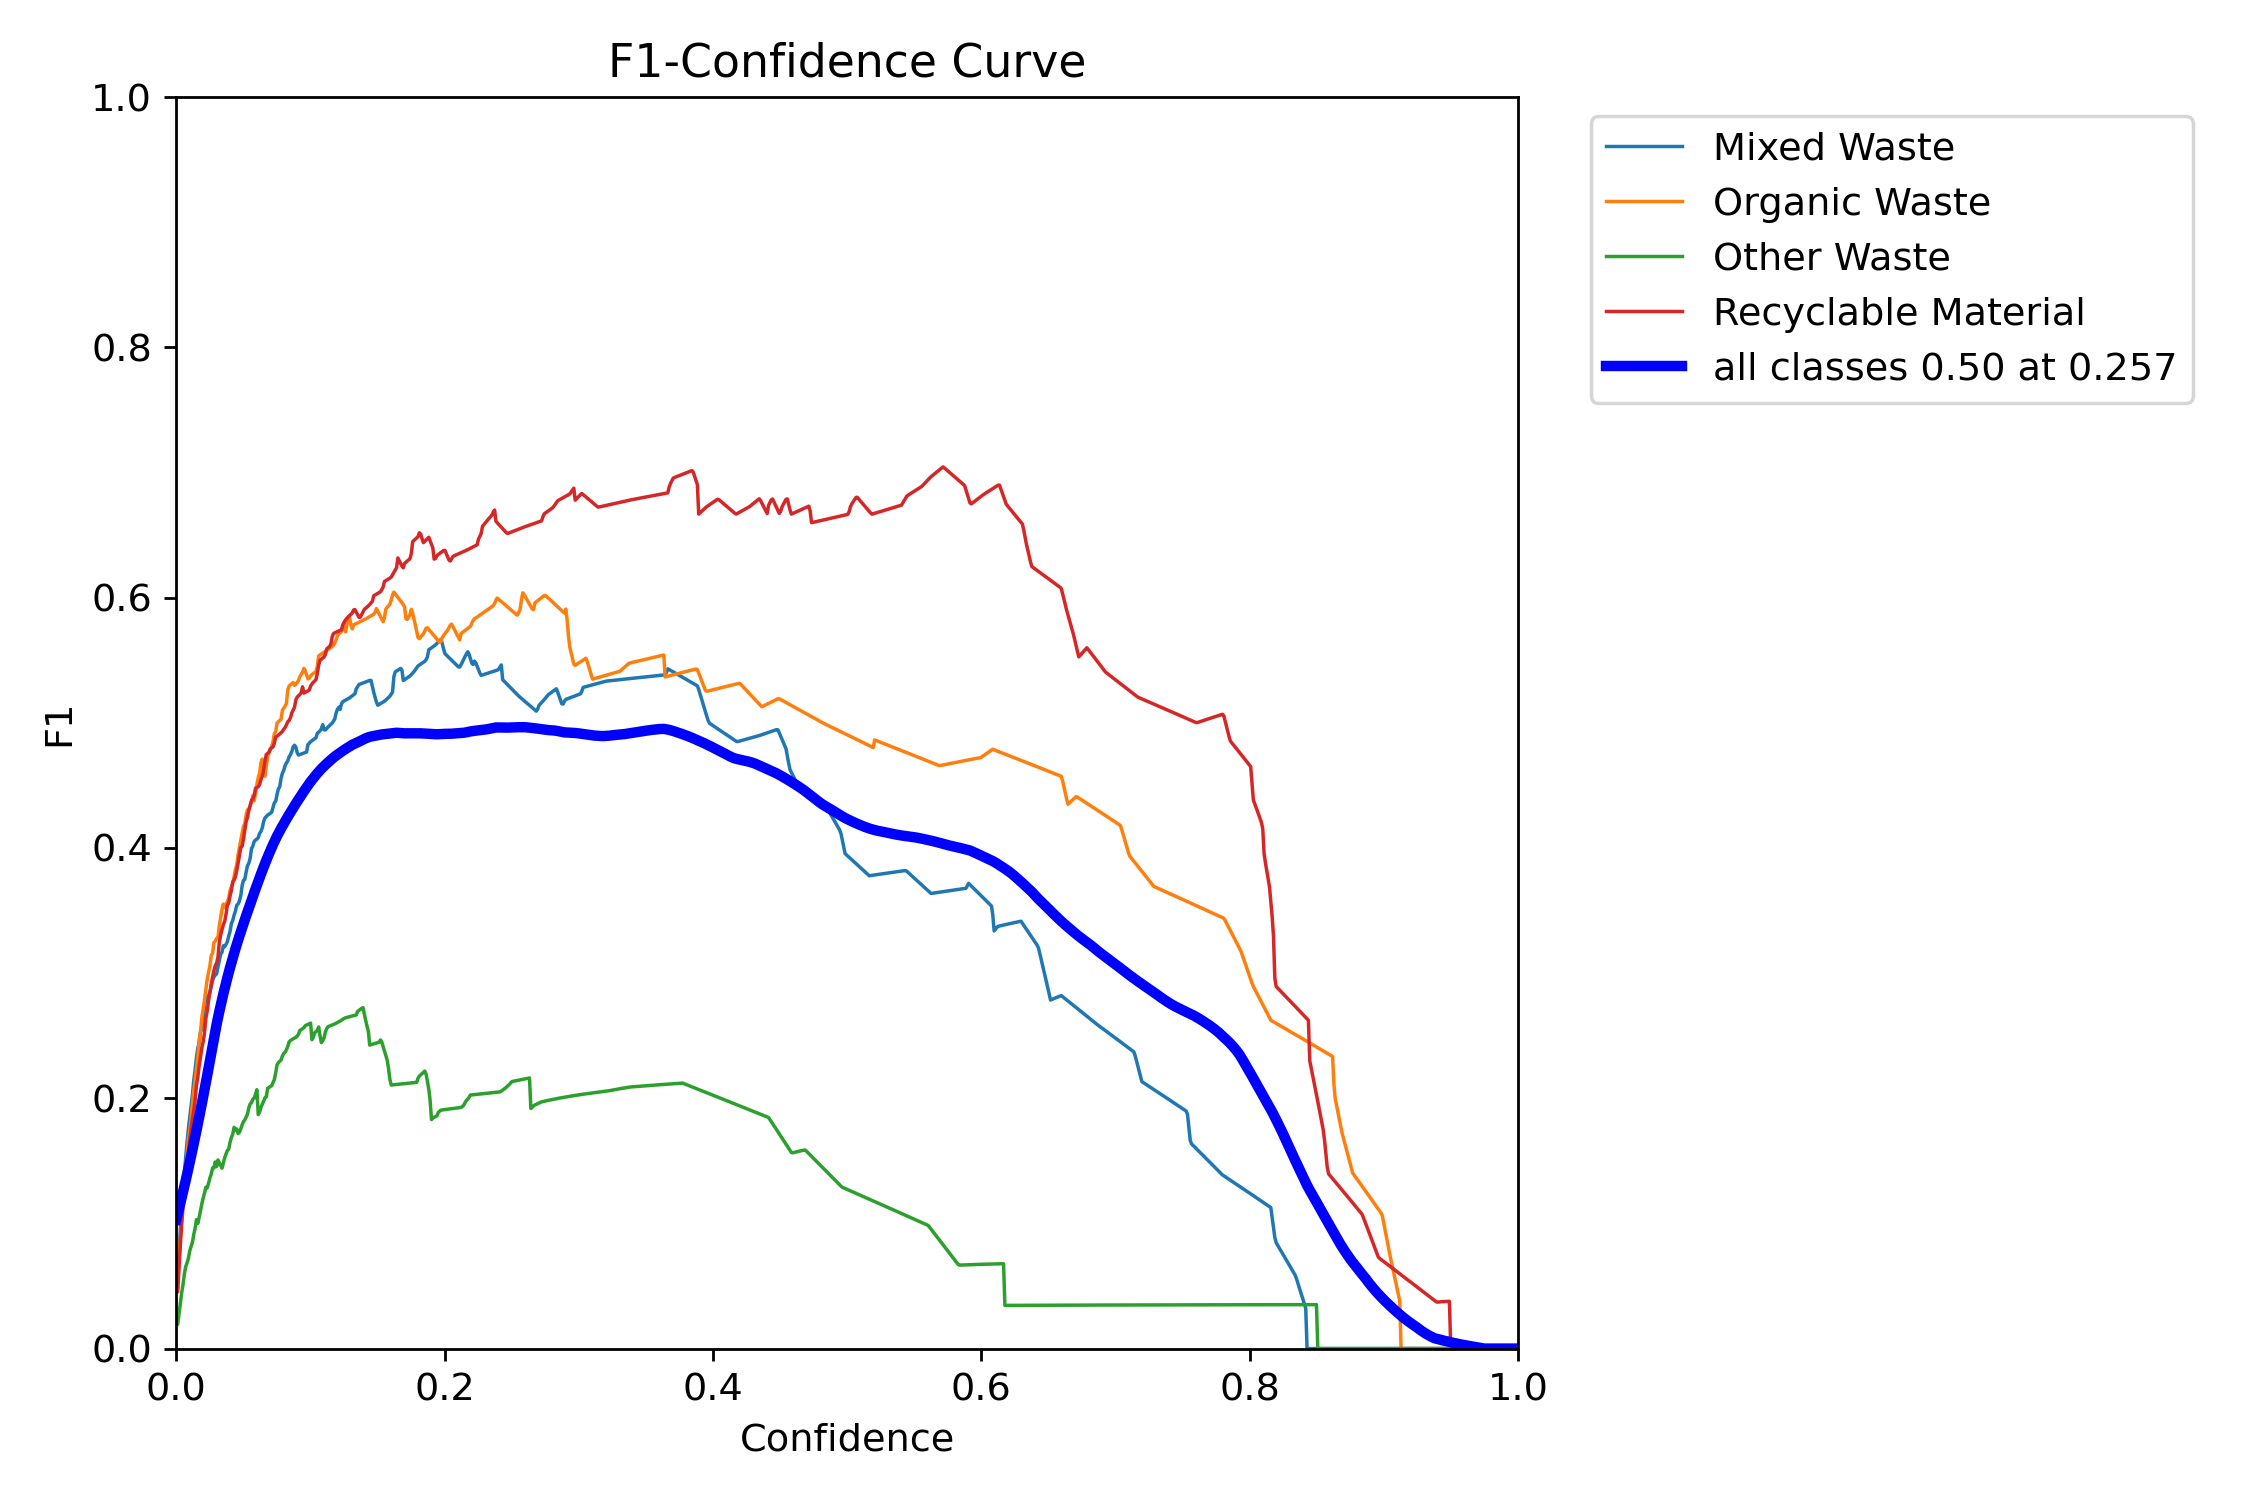 F1-Confidence Curve
1.0
0.8
0.6
0.4
0.2
0.0
F1
0.0 0.2 0.4 0.6 0.8 1.0
Confidence
Mixed Waste
Organic Waste
Other Waste
Recyclable Material
all classes 0.50 at 0.257